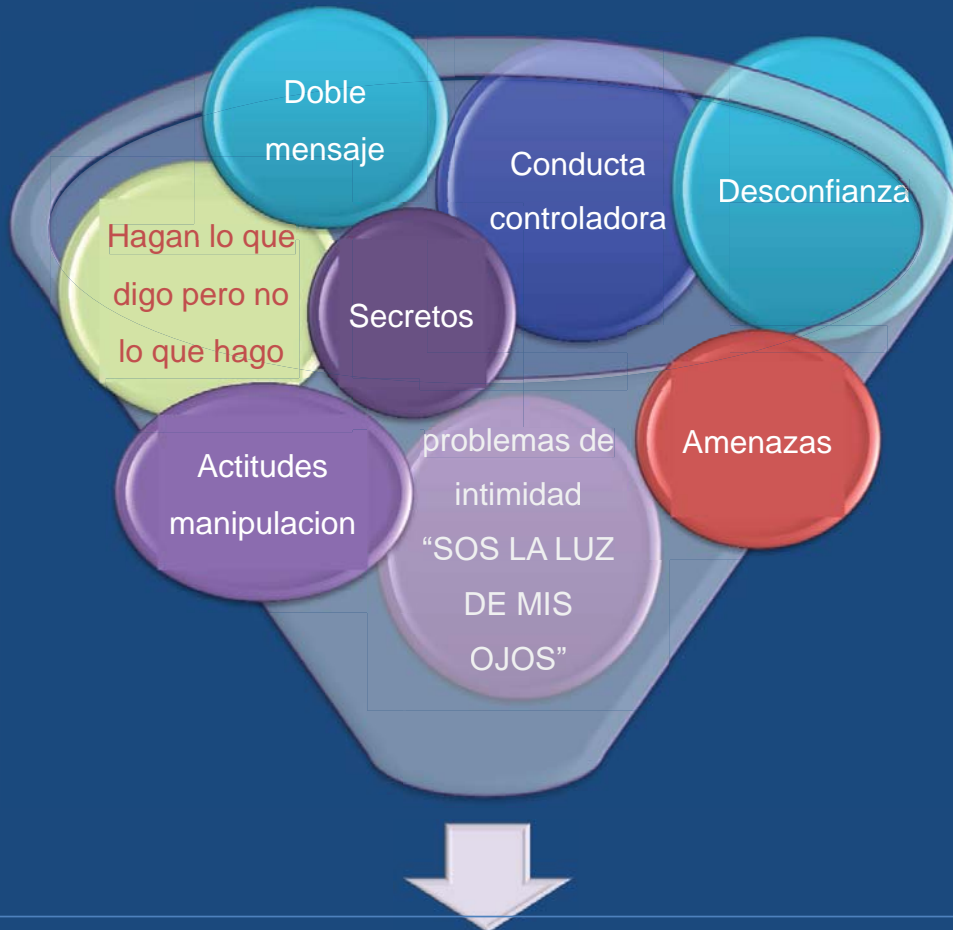 Doble
mensaje
Conducta
controladora
Desconfianza
Hagan lo que
digo pero no
lo que hago
Secretos
Actitudes
manipulacion
problemas de
intimidad
“SOS LA LUZ
DE MIS
OJOS”
Amenazas